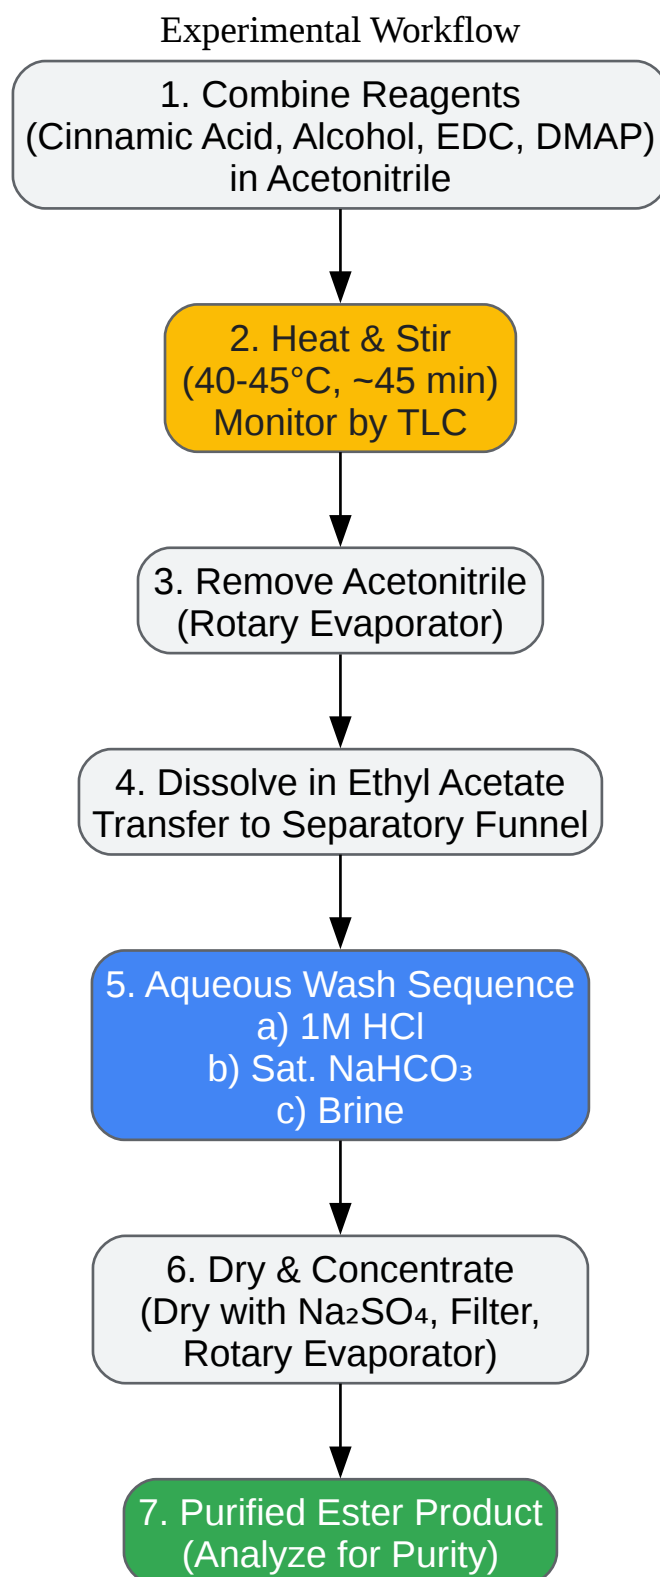 Experimental Workflow
1. Combine Reagents
(Cinnamic Acid, Alcohol, EDC, DMAP)
in Acetonitrile
2. Heat & Stir
(40-45°C, ~45 min)
Monitor by TLC
3. Remove Acetonitrile
(Rotary Evaporator)
4. Dissolve in Ethyl Acetate
Transfer to Separatory Funnel
5. Aqueous Wash Sequence
a) 1M HCl
b) Sat. NaHCO₃
c) Brine
6. Dry & Concentrate
(Dry with Na₂SO₄, Filter,
Rotary Evaporator)
7. Purified Ester Product
(Analyze for Purity)